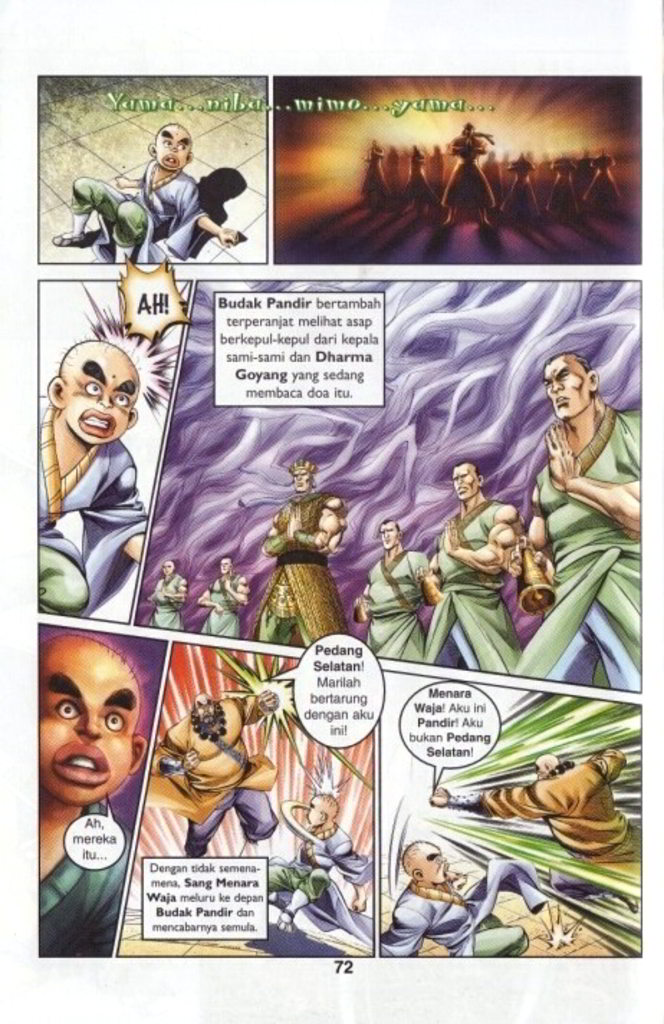 Yama...niba...mimo...yama...
AH!
Budak Pandir bertambah
terperanjat melihat asap
berkepul-kepul dari kepala
sami-sami dan Dharma
Goyang yang sedang
membaca doa itu.
Ah,
mereka
itu...
Pedang
Selatan!
Marilah
bertarung
dengan aku
ini!
Dengan tidak semena-
mena, Sang Menara
Waja meluru ke depan
Budak Pandir dan
mencabarnya semula.
Menara
Waja! Aku ini
Pandir! Aku
bukan Pedang
Selatan!
72